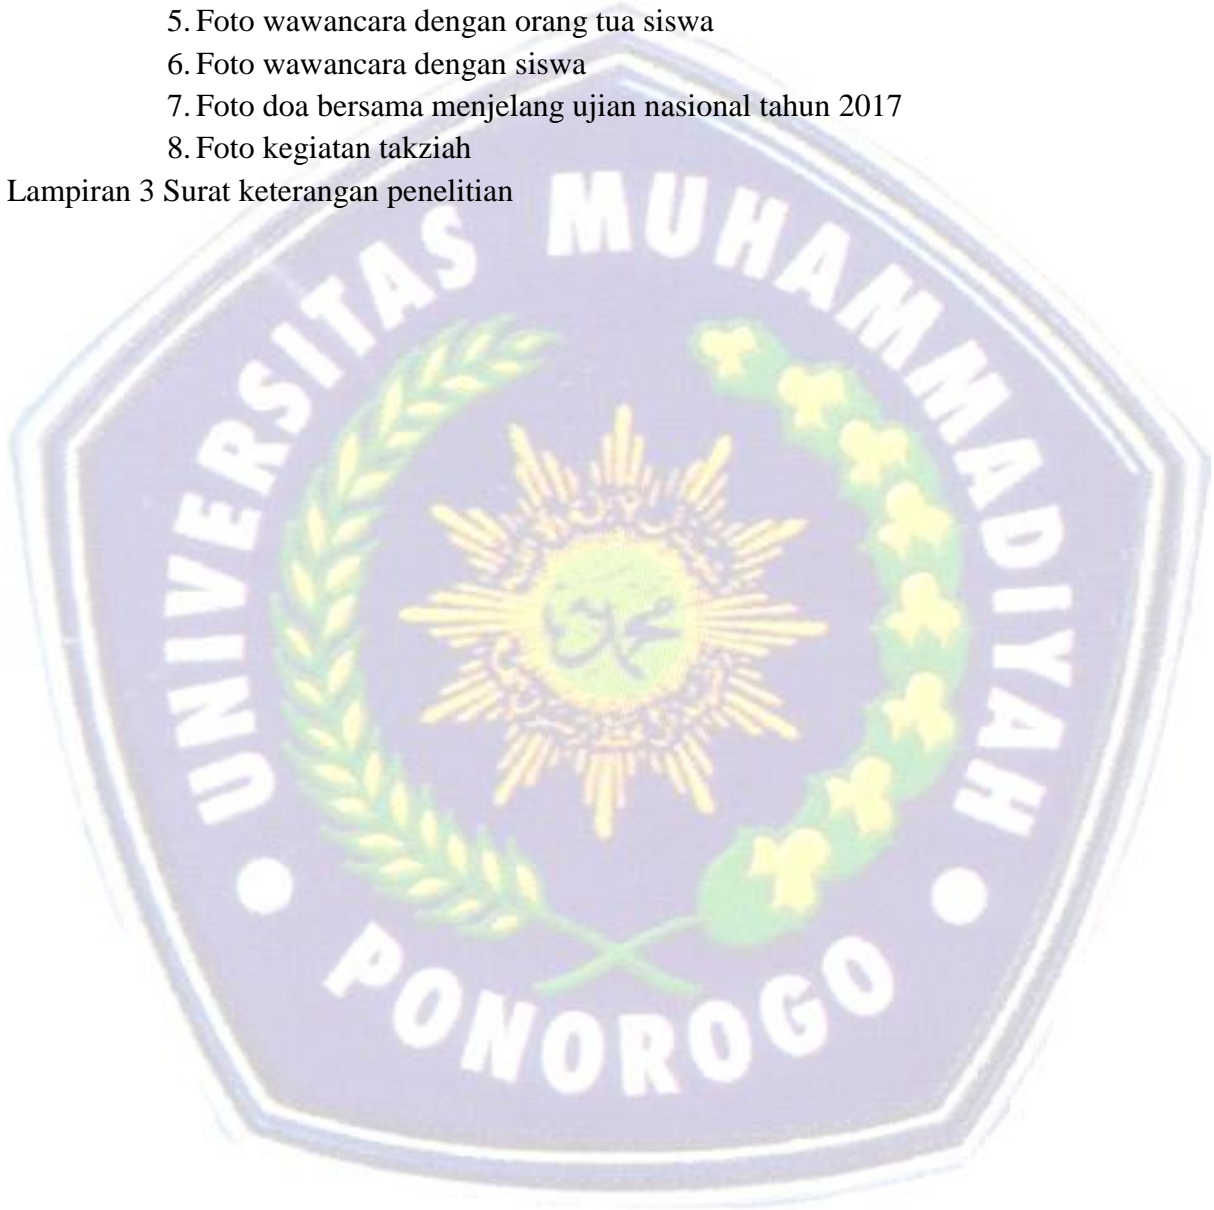 5. Foto wawancara dengan orang tua siswa
6. Foto wawancara dengan siswa
7. Foto doa bersama menjelang ujian nasional tahun 2017
8. Foto kegiatan takziah
Lampiran 3 Surat keterangan penelitian
UNIVERSITAS MUHAMMADIYAH
PONOROGO